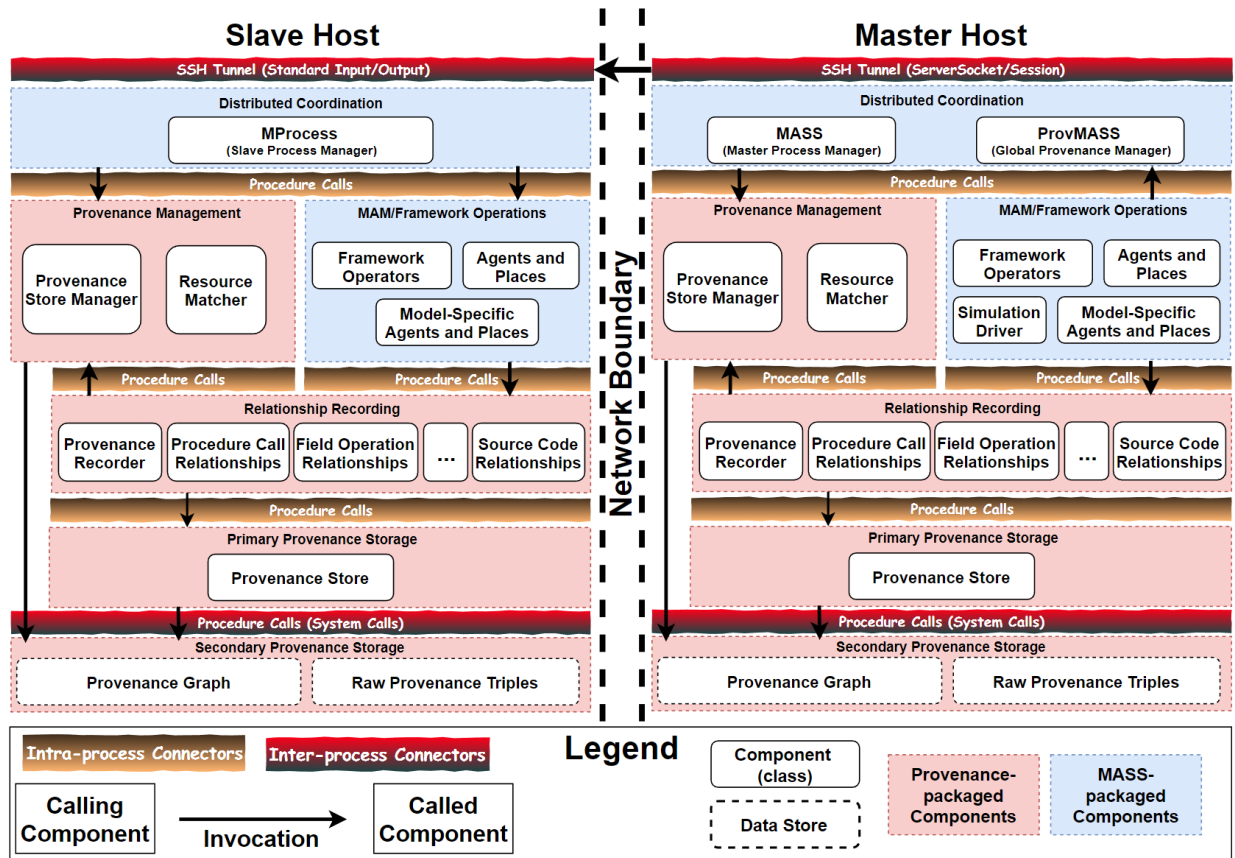 Slave Host
SSH Tunnel (Standard Input/Output)
Distributed Coordination
MProcess
(Slave Process Manager)
Procedure Calls
Provenance Management
Provenance
Store Manager
Resource
Matcher
MAM/Framework Operations
Framework
Operators
Agents and
Places
Model-Specific
Agents and Places
Procedure Calls
Procedure Calls
Relationship Recording
Provenance
Recorder
Procedure Call
Relationships
Field Operation
Relationships
...
Source Code
Relationships
Procedure Calls
Primary Provenance Storage
Provenance Store
Procedure Calls (System Calls)
Secondary Provenance Storage
Provenance Graph
Raw Provenance Triples
Network Boundary
Master Host
SSH Tunnel (ServerSocket/Session)
Distributed Coordination
MASS
(Master Process Manager)
ProvMASS
(Global Provenance Manager)
Procedure Calls
Provenance Management
Provenance
Store Manager
Resource
Matcher
MAM/Framework Operations
Framework
Operators
Agents and
Places
Simulation
Driver
Model-Specific
Agents and Places
Procedure Calls
Procedure Calls
Relationship Recording
Provenance
Recorder
Procedure Call
Relationships
Field Operation
Relationships
...
Source Code
Relationships
Procedure Calls
Primary Provenance Storage
Provenance Store
Procedure Calls (System Calls)
Secondary Provenance Storage
Provenance Graph
Raw Provenance Triples
Legend
Intra-process Connectors
Inter-process Connectors
Calling
Component
Invocation
Called
Component
Component
(class)
Data Store
Provenance-
packaged
Components
MASS-
packaged
Components